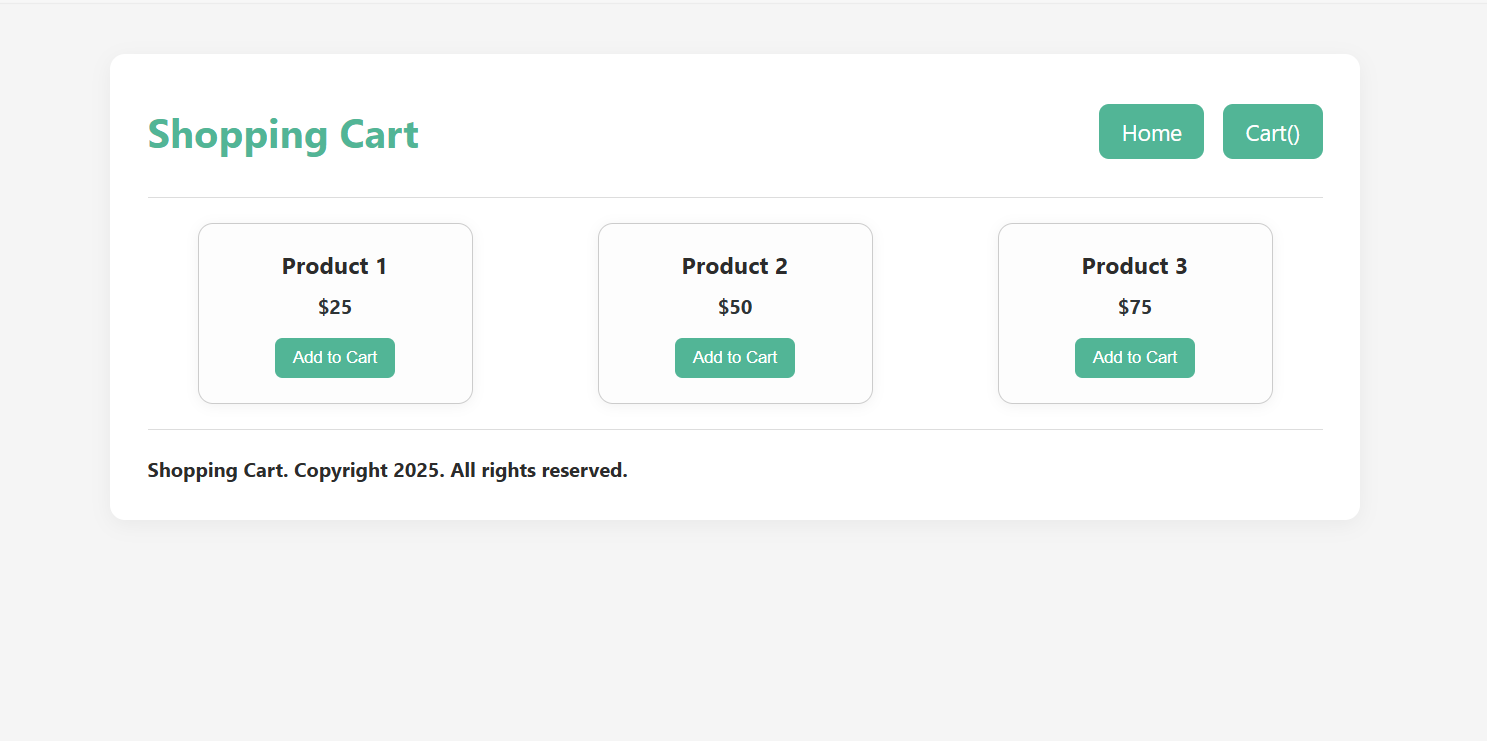 Shopping Cart
Home
Cart()
Product 1
$25
Add to Cart
Product 2
$50
Add to Cart
Product 3
$75
Add to Cart
Shopping Cart. Copyright 2025. All rights reserved.